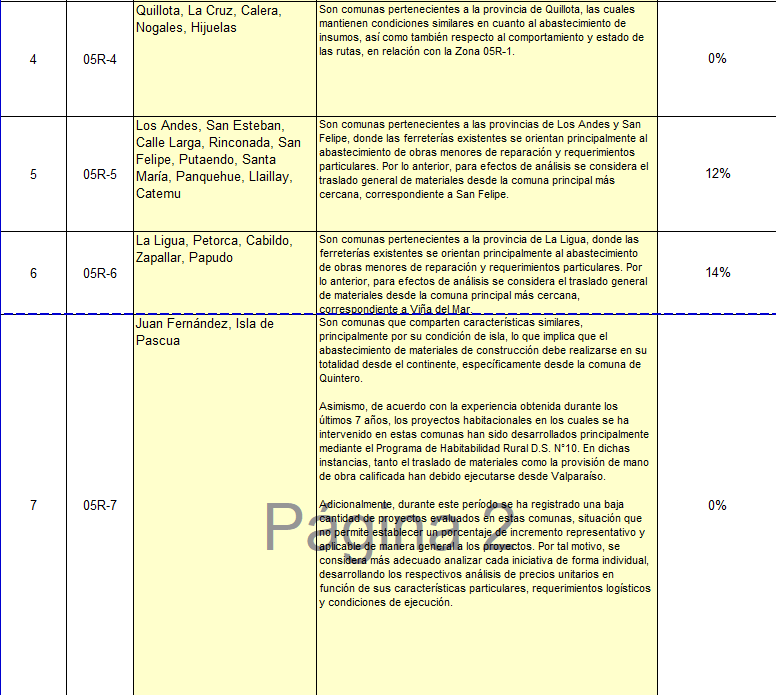 4
05R-4
Quillota, La Cruz, Calera,
Nogales, Hijuelas
Son comunas pertenecientes a la provincia de Quillota, las cuales
mantienen condiciones similares en cuanto al abastecimiento de
insumos, así como también respecto al comportamiento y estado de
las rutas, en relación con la Zona 05R-1.
0%
5
05R-5
Los Andes, San Esteban,
Calle Larga, Rinconada, San
Felipe, Putaendo, Santa
María, Panquehue, Llaillay,
Catemu
Son comunas pertenecientes a las provincias de Los Andes y San
Felipe, donde las ferreterías existentes se orientan principalmente al
abastecimiento de obras menores de reparación y requerimientos
particulares. Por lo anterior, para efectos de análisis se considera el
traslado general de materiales desde la comuna principal más
cercana, correspondiente a San Felipe.
12%
6
05R-6
La Ligua, Petorca, Cabildo,
Zapallar, Papudo
Son comunas pertenecientes a la provincia de La Ligua, donde las
ferreterías existentes se orientan principalmente al abastecimiento
de obras menores de reparación y requerimientos particulares. Por
lo anterior, para efectos de análisis se considera el traslado general
de materiales desde la comuna principal más cercana,
correspondiente a Viña del Mar.
14%
7
05R-7
Juan Fernández, Isla de
Pascua
Son comunas que comparten características similares,
principalmente por su condición de isla, lo que implica que el
abastecimiento de materiales de construcción debe realizarse en su
totalidad desde el continente, específicamente desde la comuna de
Quintero.
Asimismo, de acuerdo con la experiencia obtenida durante los
últimos 7 años, los proyectos habitacionales en los cuales se ha
intervenido en estas comunas han sido desarrollados principalmente
mediante el Programa de Habitabilidad Rural D.S. N°10. En dichas
instancias, tanto el traslado de materiales como la provisión de mano
de obra calificada han debido ejecutarse desde Valparaíso.
Adicionalmente, durante este período se ha registrado una baja
cantidad de proyectos evaluados en estas comunas, situación que
no permite establecer un porcentaje de incremento representativo y
aplicable de manera general a los proyectos. Por tal motivo, se
considera más adecuado analizar cada iniciativa de forma individual,
desarrollando los respectivos análisis de precios unitarios en
función de sus características particulares, requerimientos logísticos
y condiciones de ejecución.
0%
Página 2